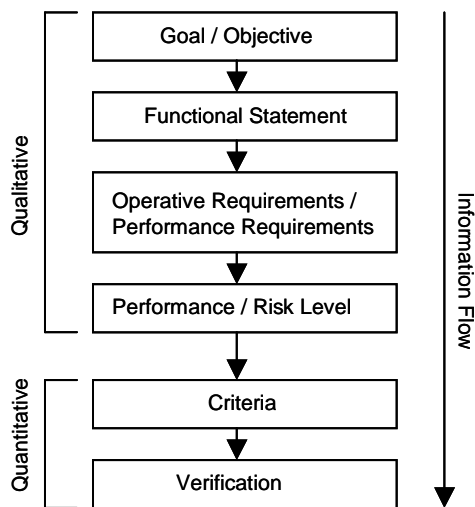 Goal / Objective
Functional Statement
Operative Requirements /
Performance Requirements
Performance / Risk Level
Criteria
Verification
Qualitative
Quantitative
Information Flow